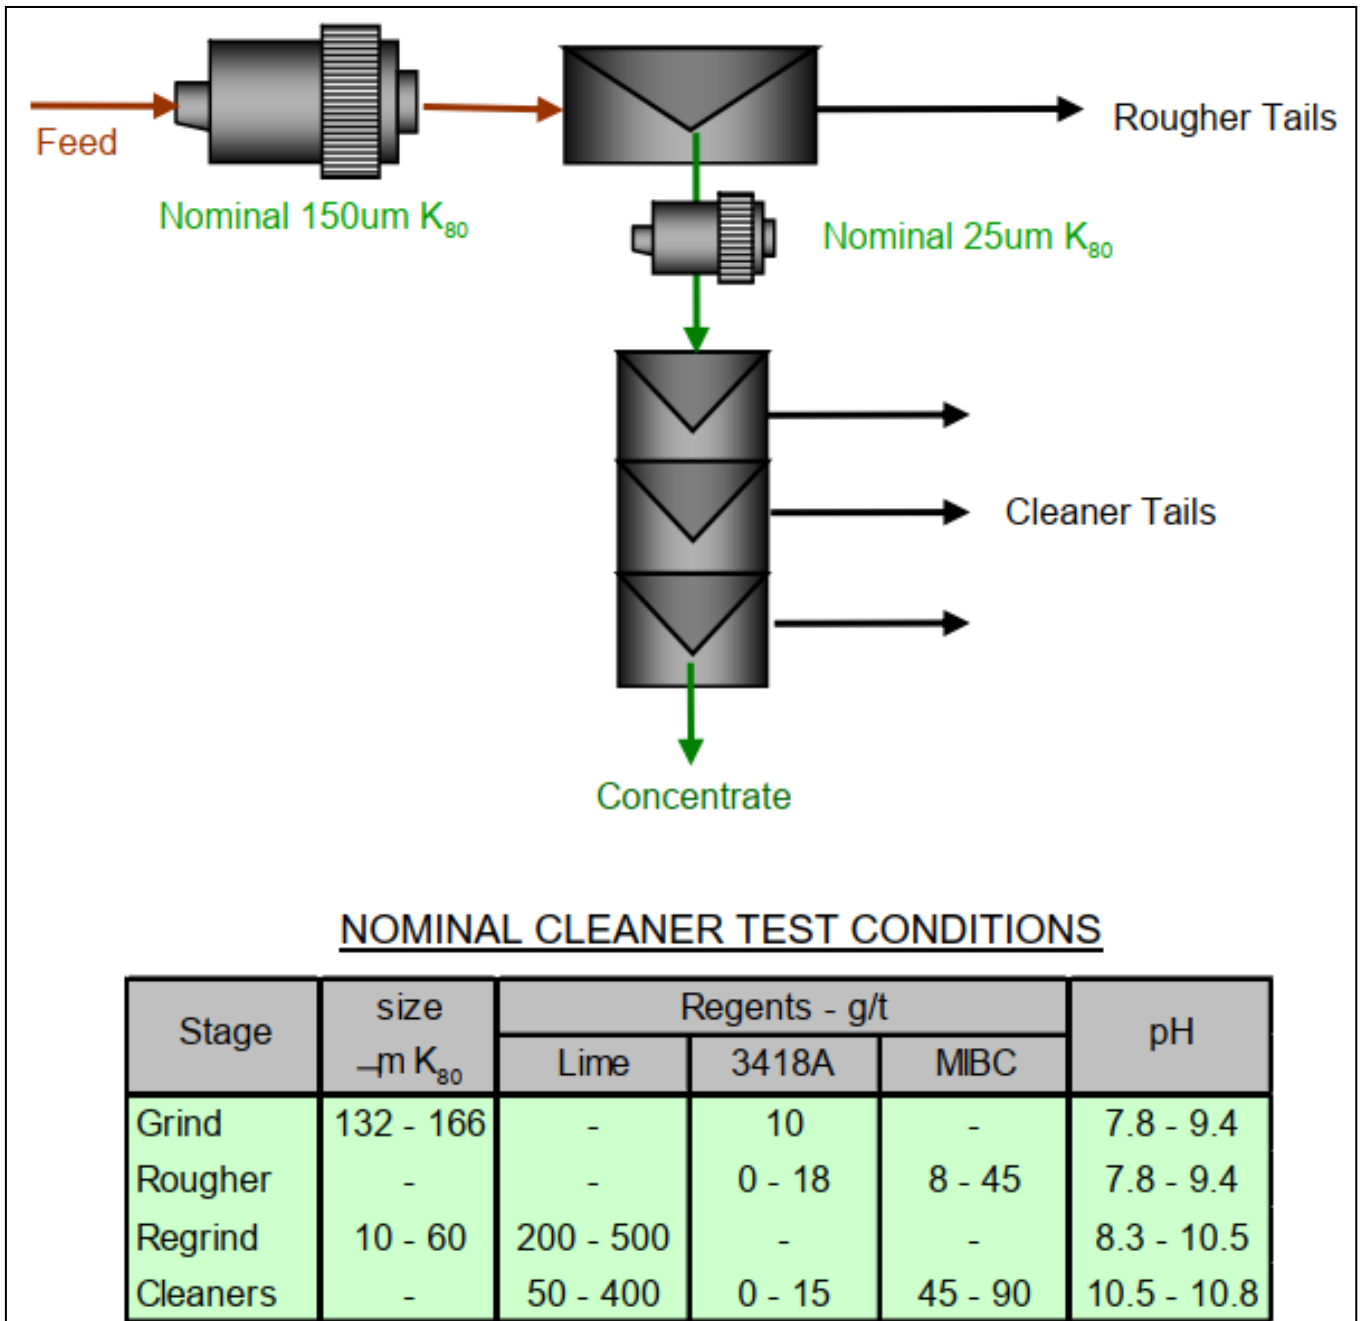 Feed
Rougher Tails
Nominal 150um K80
Nominal 25um K80
Cleaner Tails
Concentrate
NOMINAL CLEANER TEST CONDITIONS
Stage size Regents - g/t pH
–m K80 Lime 3418A MIBC
Grind 132 - 166 - 10 - 7.8 - 9.4
Rougher - - 0 - 18 8 - 45 7.8 - 9.4
Regrind 10 - 60 200 - 500 - - 8.3 - 10.5
Cleaners - 50 - 400 0 - 15 45 - 90 10.5 - 10.8